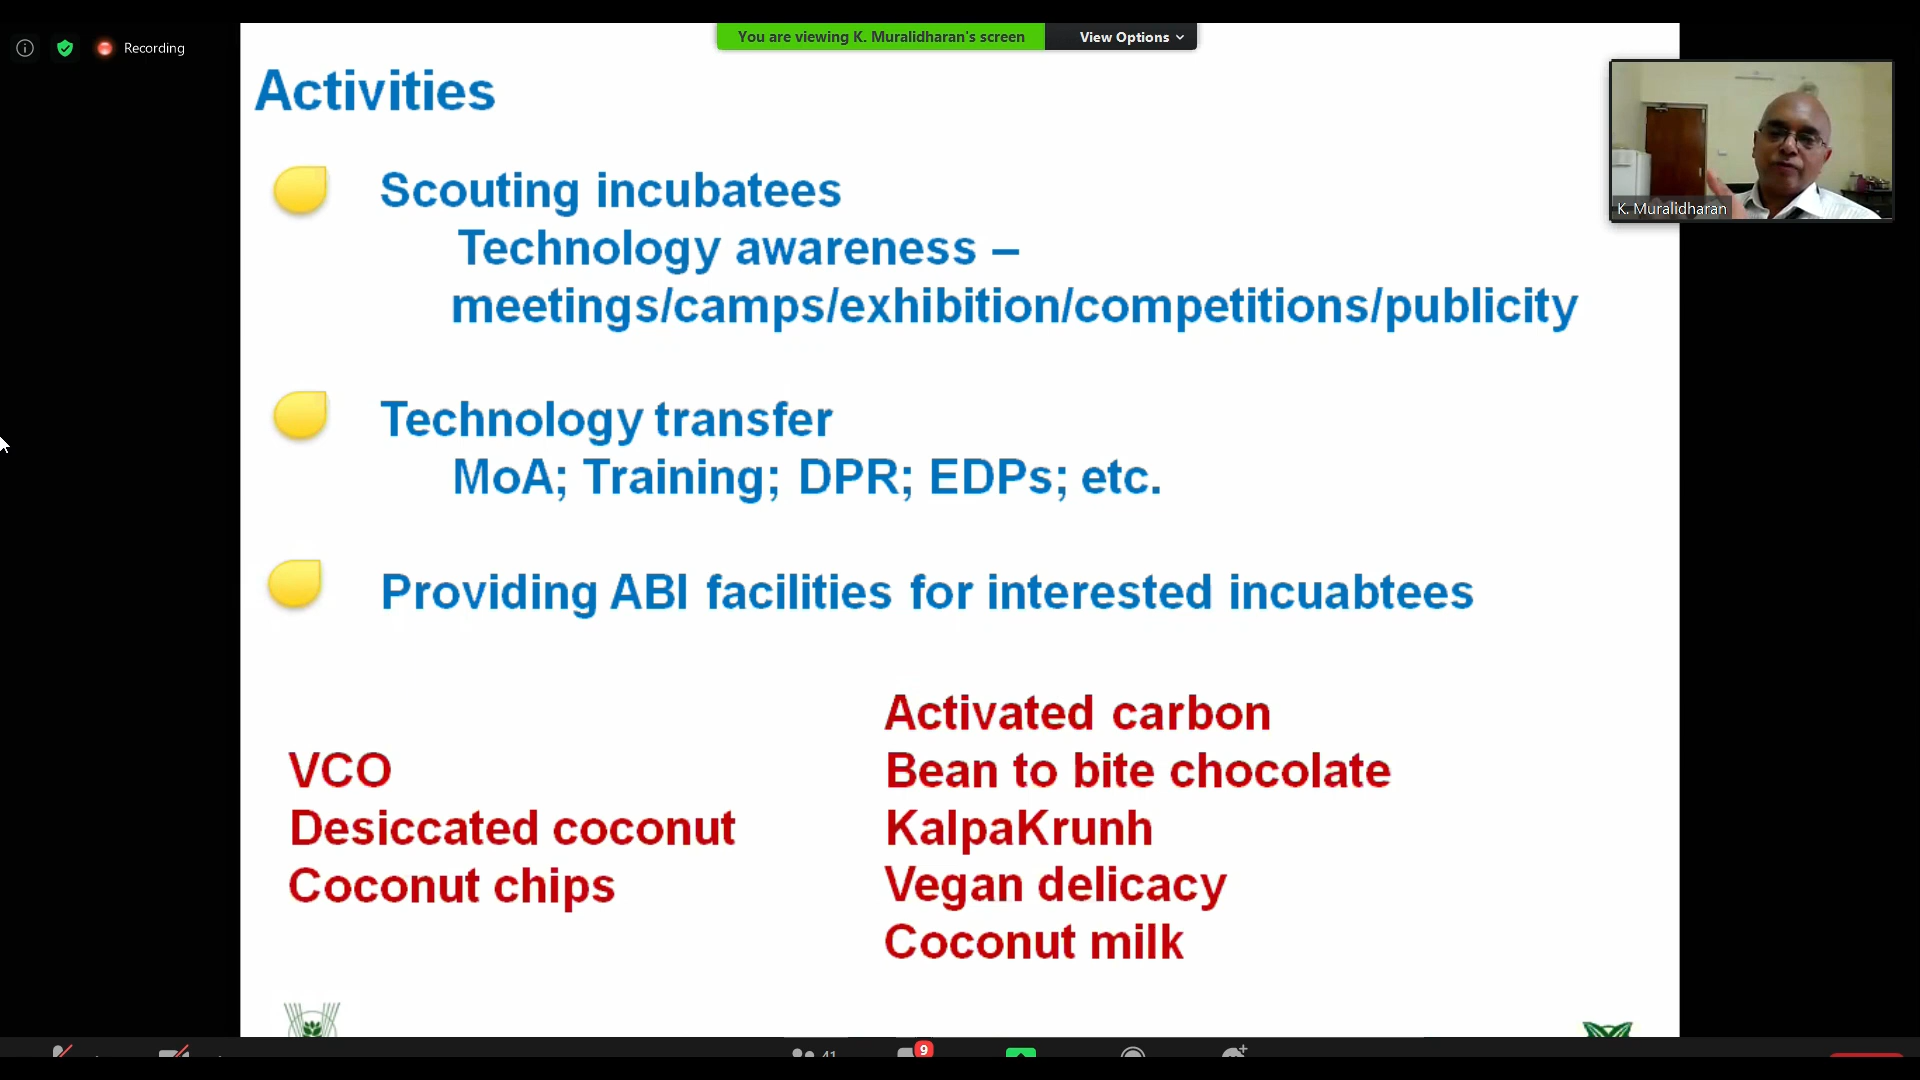 Recording
You are viewing K. Muralidharan's screen
View Options
Activities
Scouting incubatees
Technology awareness –
meetings/camps/exhibition/competitions/publicity
K. Muralidharan
Technology transfer
MoA; Training; DPR; EDPs; etc.
Providing ABI facilities for interested incuabtees
VCO
Desiccated coconut
Coconut chips
Activated carbon
Bean to bite chocolate
KalpaKrunh
Vegan delicacy
Coconut milk
41
9